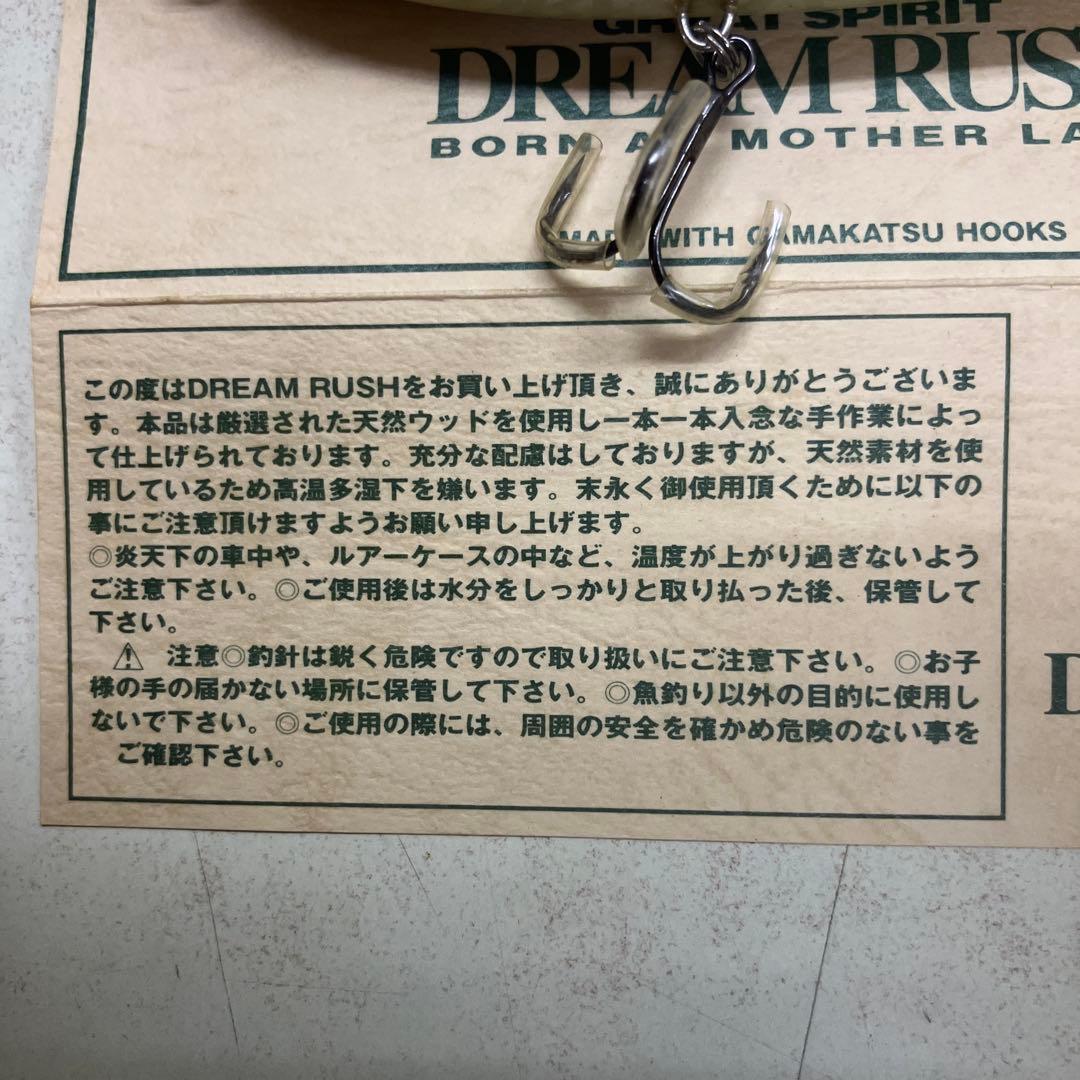 GREAT SPIRIT
DREAM RUS
BORN A MOTHER LA
MAD WITH GAMAKATSU HOOKS
この度はDREAM RUSHをお買い上げ頂き、誠にありがとうございま
す。本品は厳選された天然ウッドを使用し一本一本入念な手作業によっ
て仕上げられております。充分な配慮はしておりますが、天然素材を使
用しているため高温多湿下を嫌います。末永く御使用頂くために以下の
事にご注意頂けますようお願い申し上げます。
◎炎天下の車中や、ルアーケースの中など、温度が上がり過ぎないよう
ご注意下さい。◎ご使用後は水分をしっかりと取り払った後、保管して
下さい。
⚠ 注意◎釣針は鋭く危険ですので取り扱いにご注意下さい。◎お子
様の手の届かない場所に保管して下さい。◎魚釣り以外の目的に使用し
ないで下さい。◎ご使用の際には、周囲の安全を確かめ危険のない事を
ご確認下さい。
D